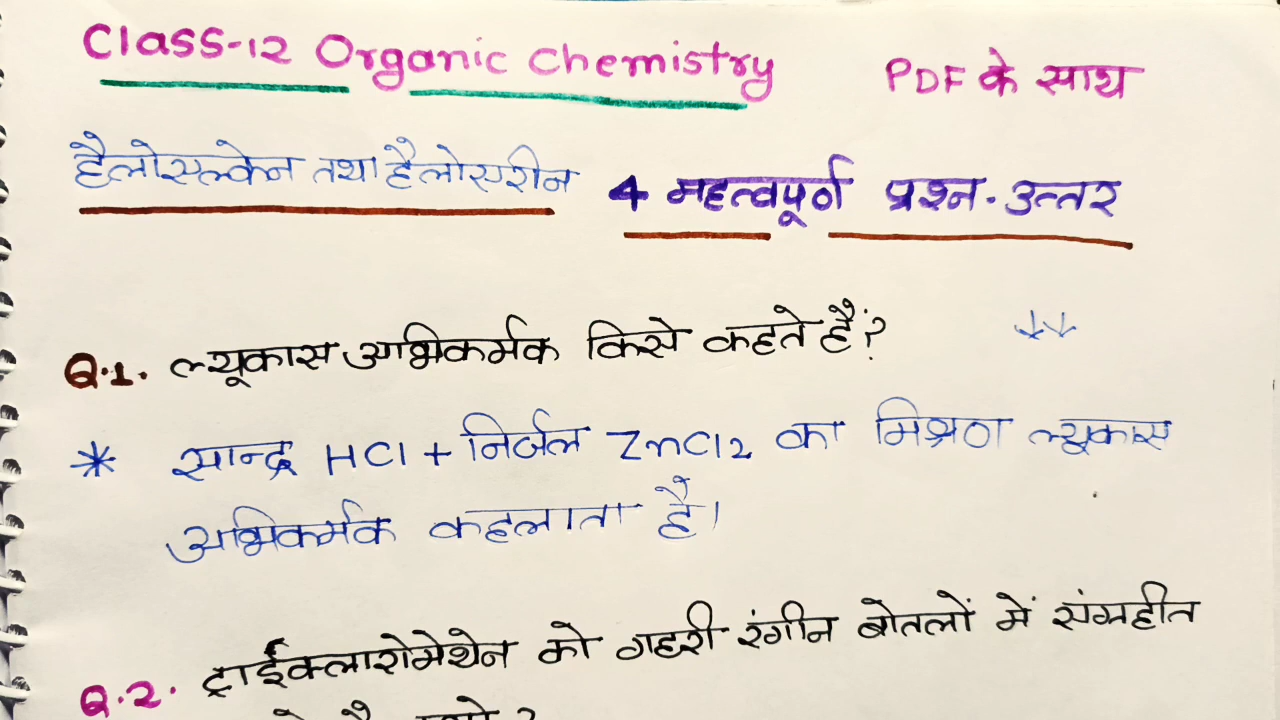 Class-12 Organic Chemistry PDF के साथ
हैलोएल्केन तथा हैलोएरीन 4 महत्वपूर्ण प्रश्न-उत्तर
Q.1. ल्यूकास अभिकर्मक किसे कहते हैं?
* सान्द्र HCl + निर्जल ZnCl2 का मिश्रण ल्यूकास
अभिकर्मक कहलाता है।
Q.2. ट्राईक्लारोमेथेन को गहरी रंगीन बोतलों में संग्रहीत